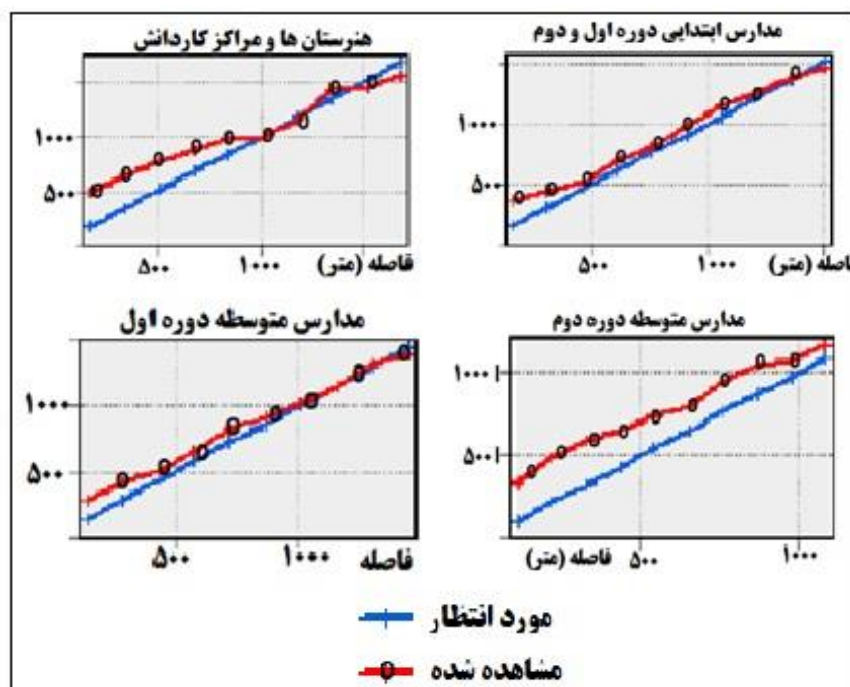 مدارس ابتدایی دوره اول و دوم
۱۰۰۰
۵۰۰
۵۰۰
۱۰۰۰
فاصله (متر)
هنرستان ها و مراکز کاردانش
۱۰۰۰
۵۰۰
۵۰۰
۱۰۰۰
فاصله (متر)
مدارس متوسطه دوره دوم
۱۰۰۰
۵۰۰
فاصله (متر)
۵۰۰
۱۰۰۰
مدارس متوسطه دوره اول
۱۰۰۰
۵۰۰
۵۰۰
۱۰۰۰
فاصله
مورد انتظار
مشاهده شده